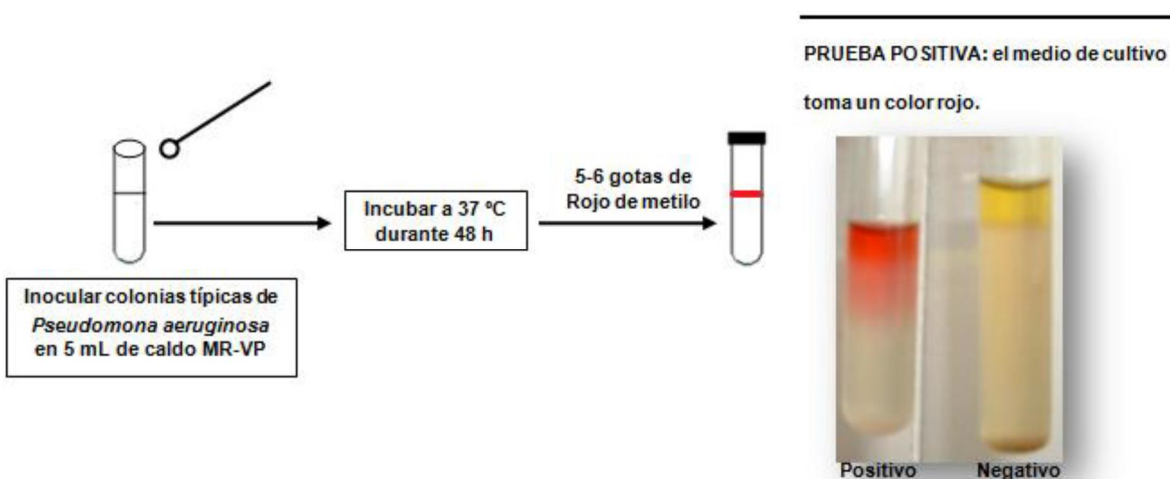 PRUEBA POSITIVA: el medio de cultivo
toma un color rojo.
5-6 gotas de
Rojo de metilo
Incubar a 37 ºC
durante 48 h
Inocular colonias típicas de
Pseudomona aeruginosa
en 5 mL de caldo MR-VP
Positivo
Negativo